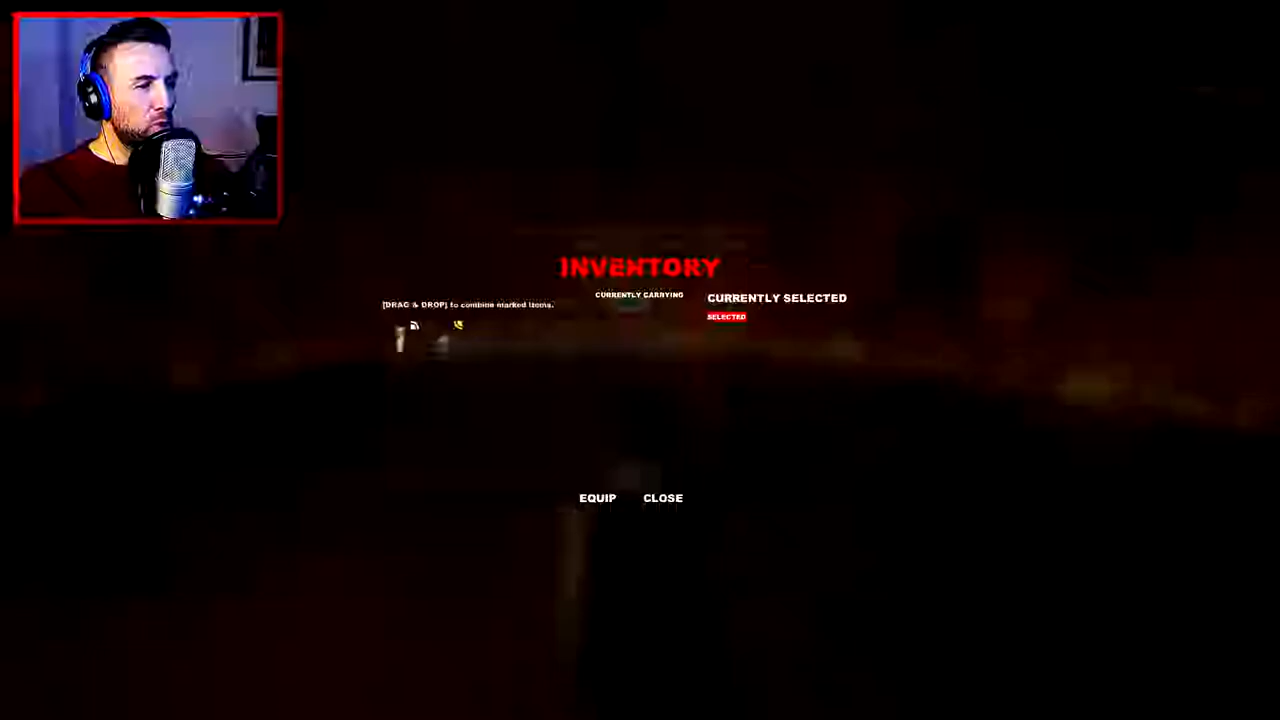 INVENTORY
[DRAG & DROP] to combine marked items.
CURRENTLY CARRYING
CURRENTLY SELECTED
SELECTED
EQUIP
CLOSE